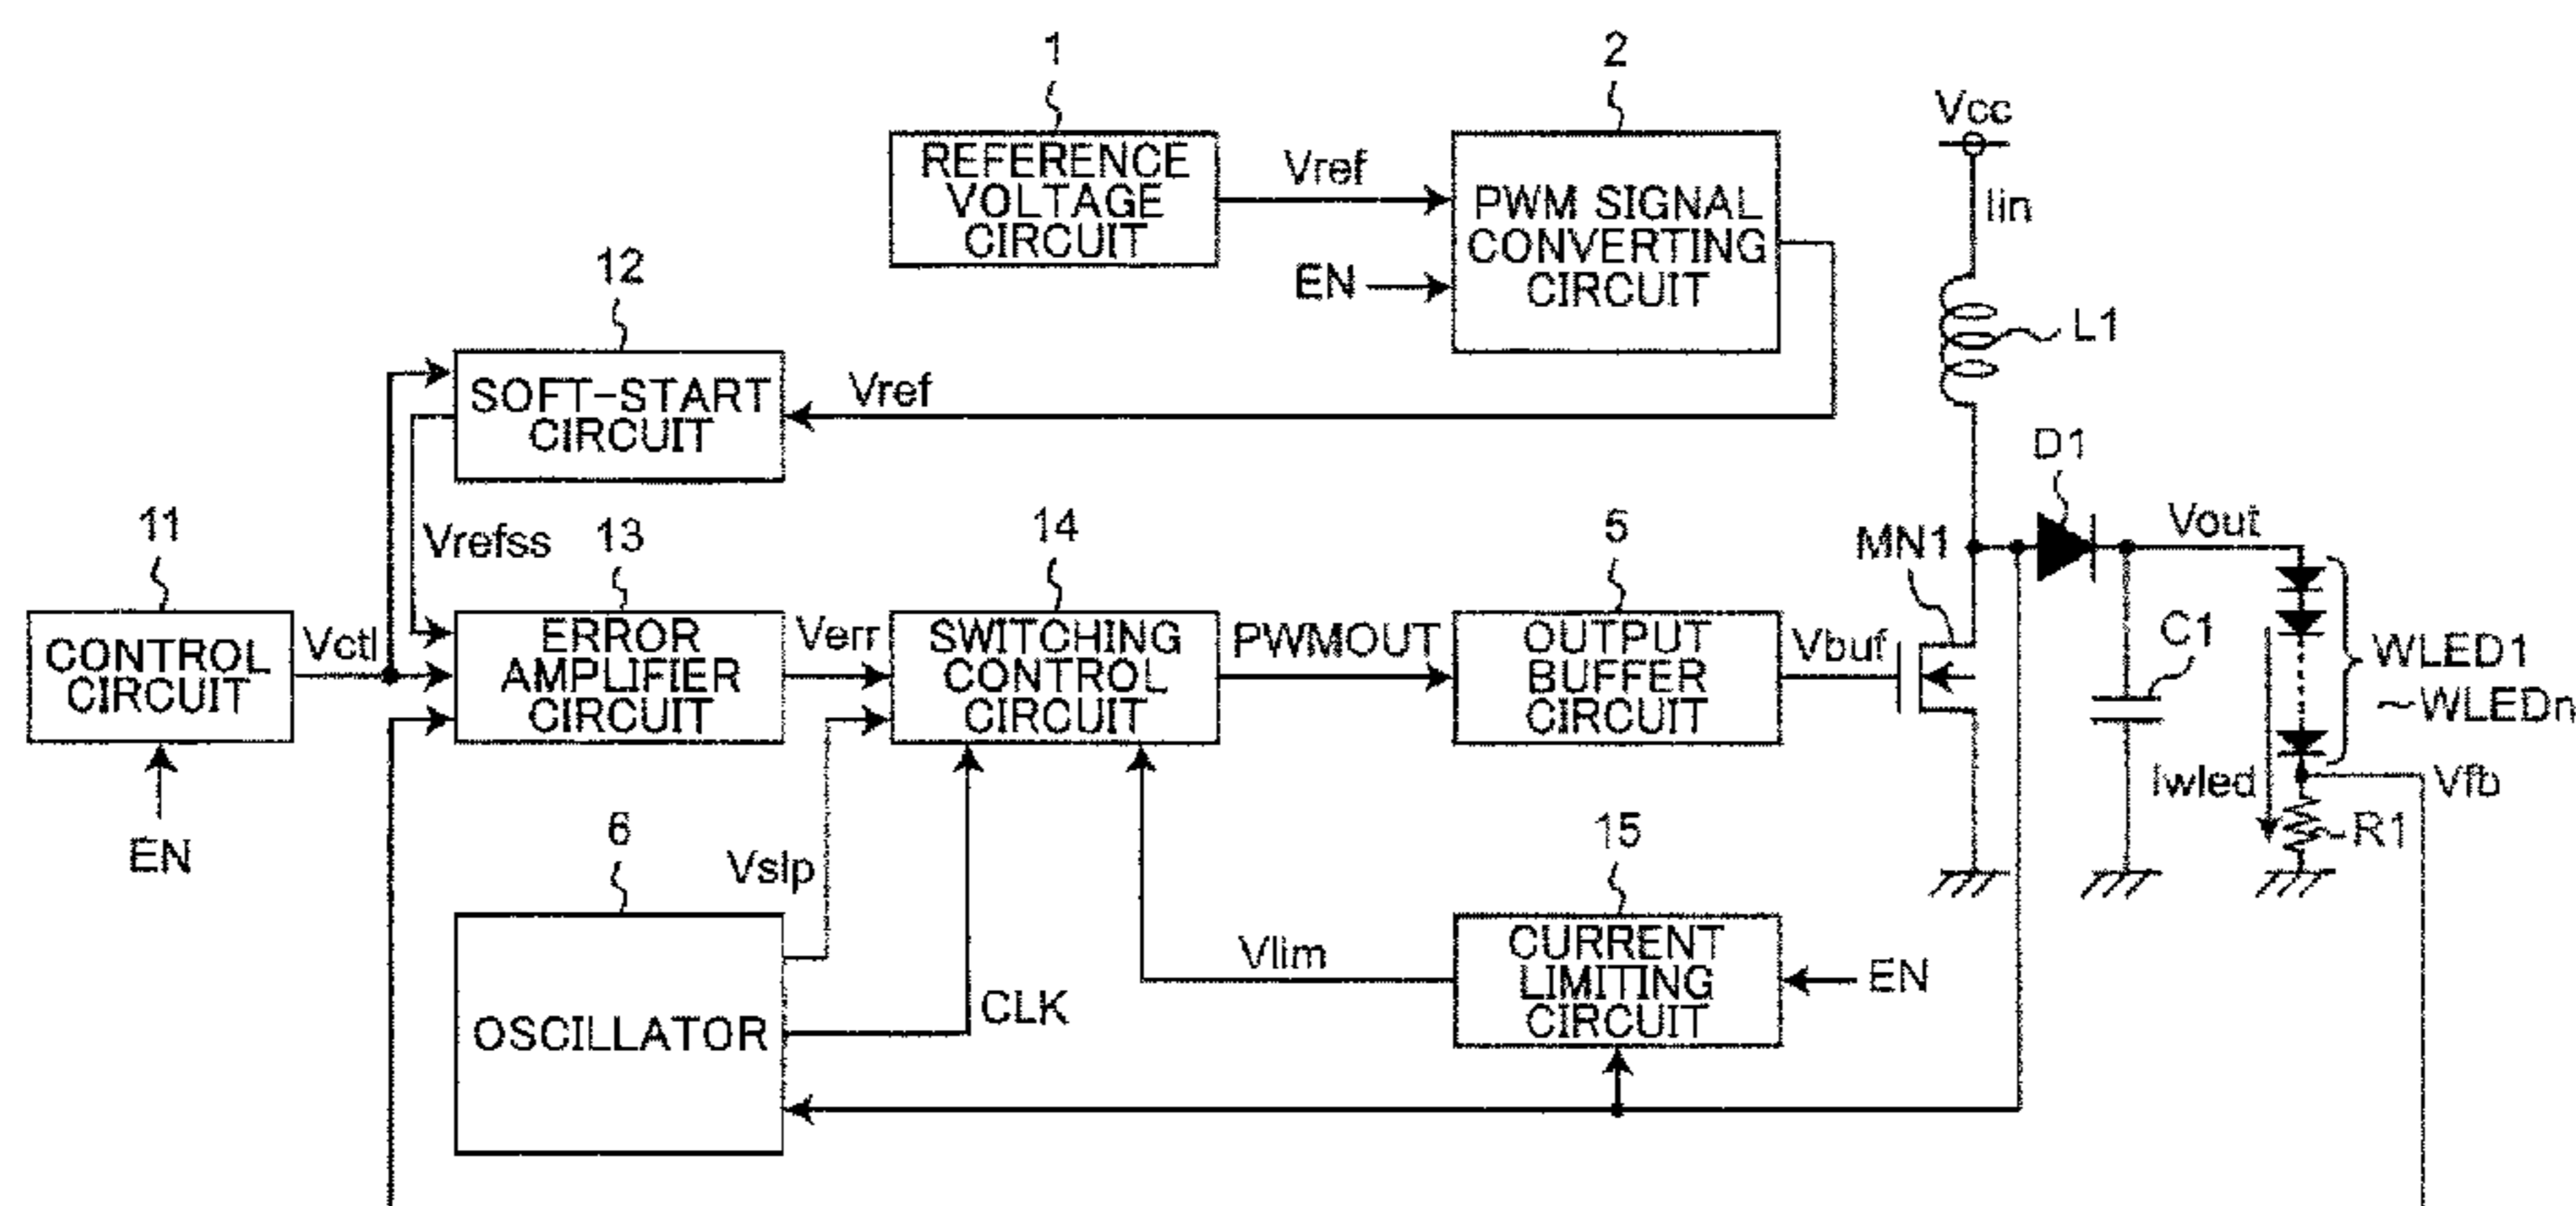 1
2
Vcc
REFERENCE
VOLTAGE
CIRCUIT
Vref
PWM SIGNAL
CONVERTING
CIRCUIT
EN
Iin
L1
12
SOFT-START
CIRCUIT
Vref
D1
Vout
MN1
11
Vrefss
13
14
5
CONTROL
CIRCUIT
Vctl
ERROR
AMPLIFIER
CIRCUIT
Verr
SWITCHING
CONTROL
CIRCUIT
PWMOUT
OUTPUT
BUFFER
CIRCUIT
Vbuf
C1
WLED1
~WLEDn
EN
6
Vslp
15
Iwled
Vfb
R1
OSCILLATOR
CLK
Vlim
CURRENT
LIMITING
CIRCUIT
EN